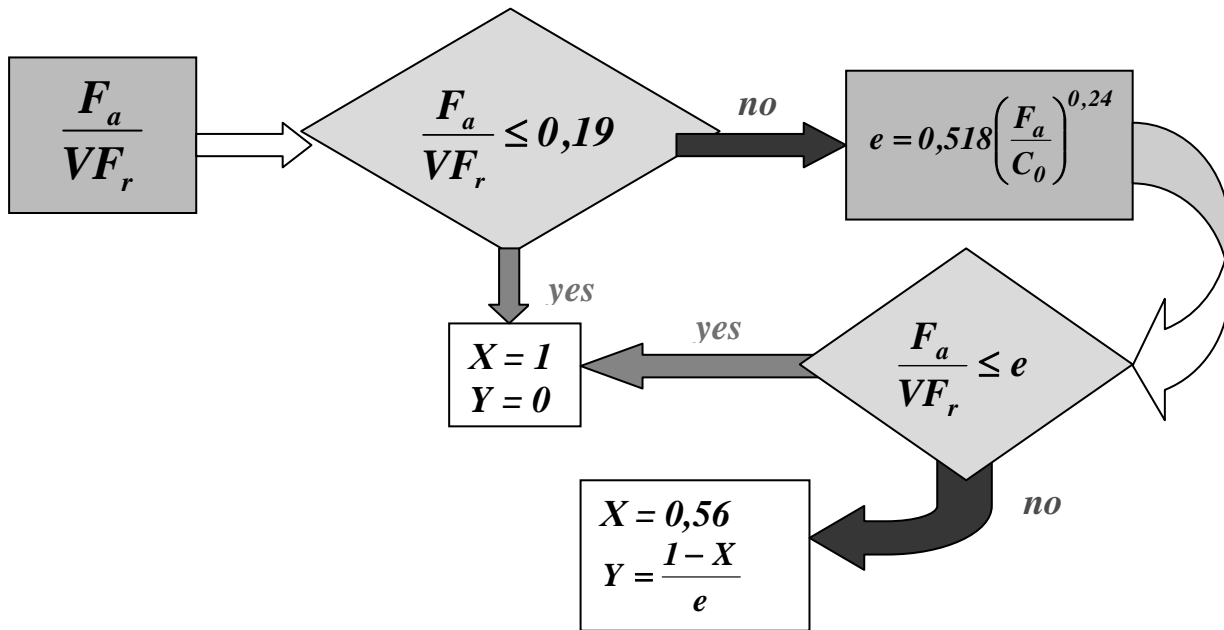 F_a / VF_r
F_a / VF_r ≤ 0,19
no
e = 0,518 (F_a / C_0)^0,24
yes
X = 1
Y = 0
yes
F_a / VF_r ≤ e
no
X = 0,56
Y = 1 − X / e